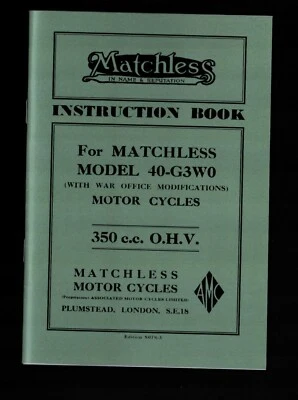 Matchless
IN NAME & REPUTATION
INSTRUCTION BOOK
For MATCHLESS
MODEL 40-G3WO
(WITH WAR OFFICE MODIFICATIONS)
MOTOR CYCLES
350 c.c. O.H.V.
MATCHLESS
MOTOR CYCLES
(Proprietors ASSOCIATED MOTOR CYCLES LIMITED)
PLUMSTEAD, LONDON, S.E.18
AMC